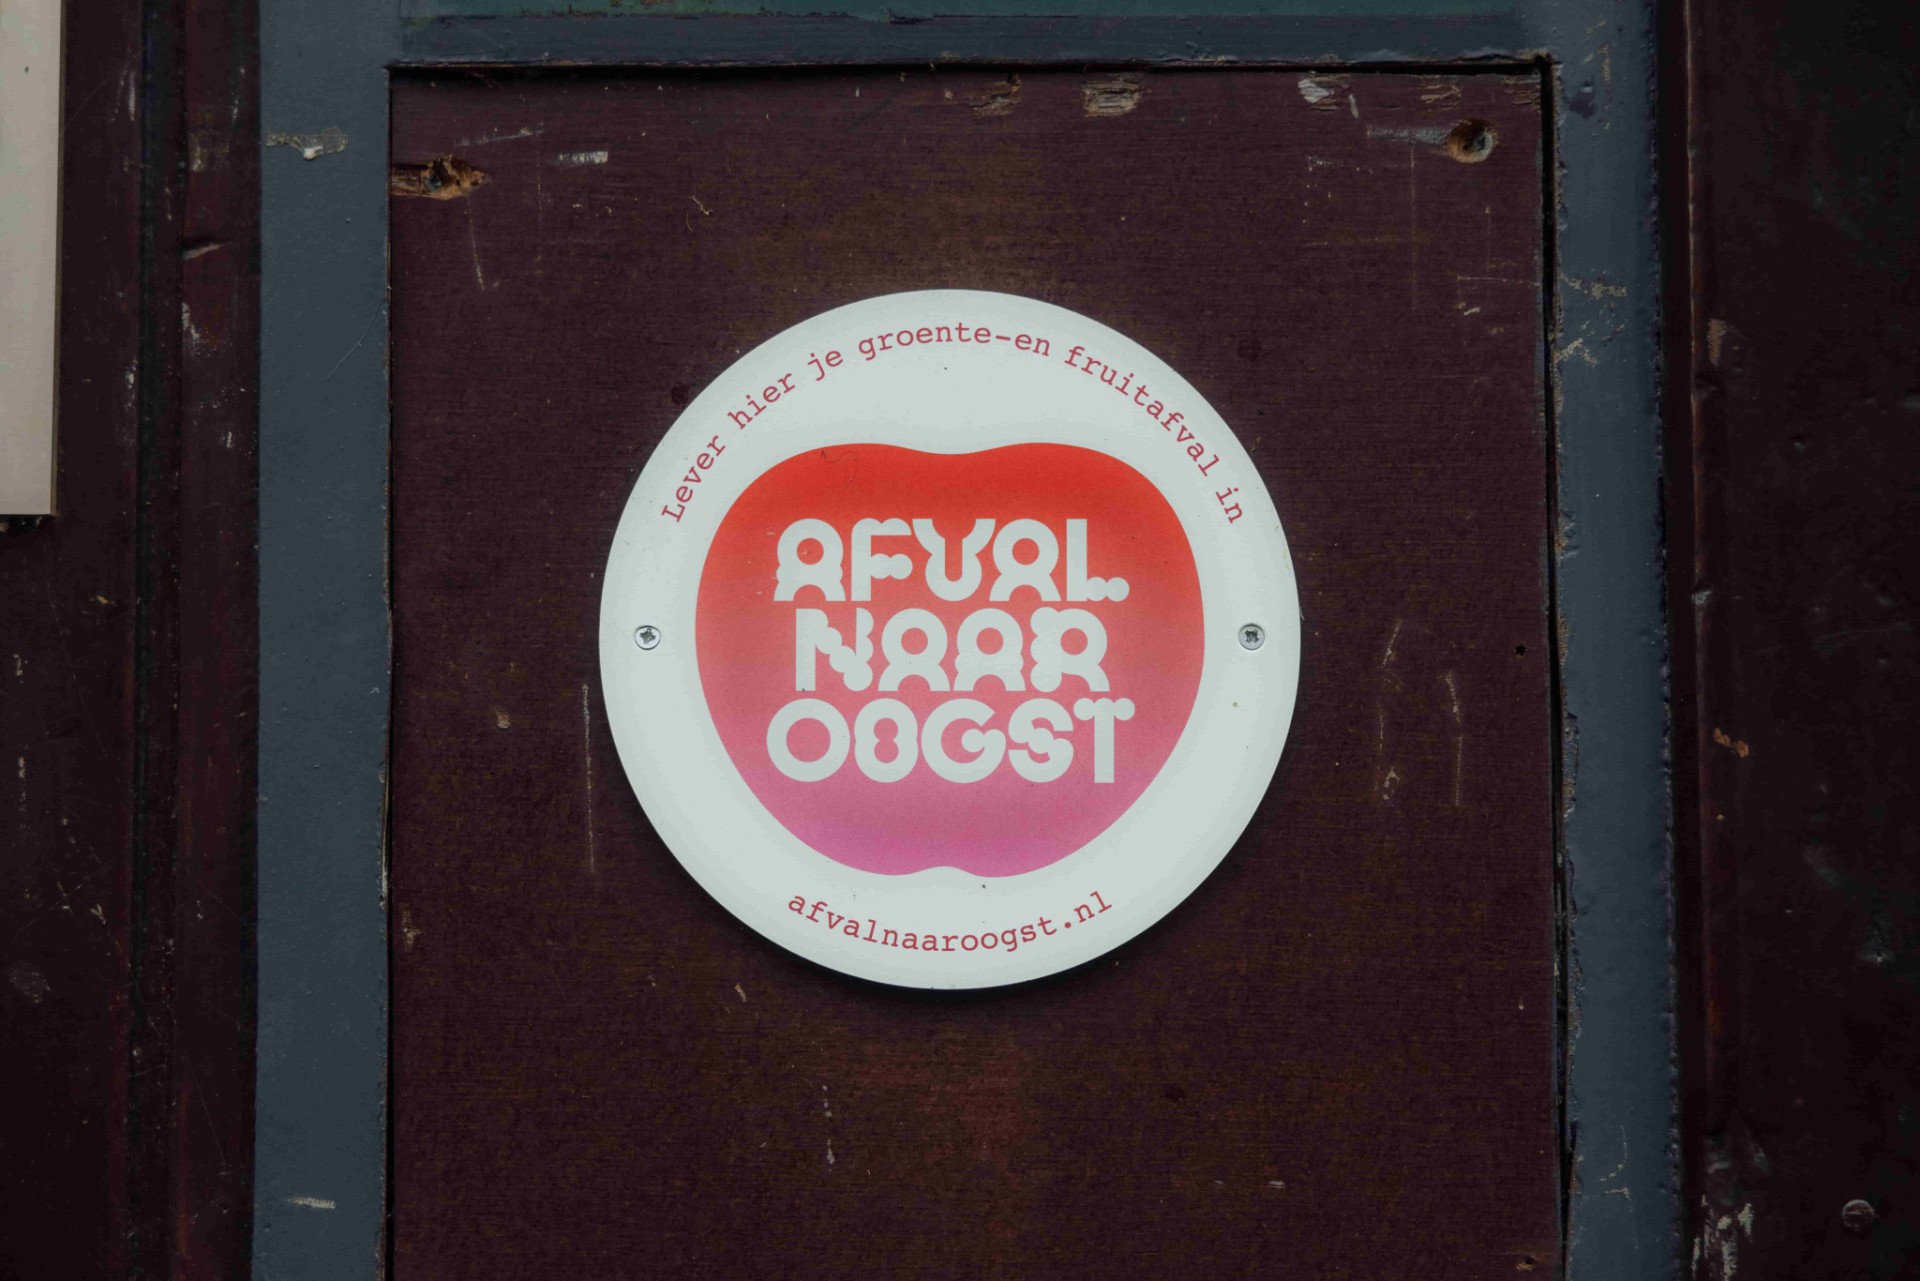 Lever hier je groente-en fruitafval in
AFVAL
NAAR
OOGST
afvalnaaroogst.nl